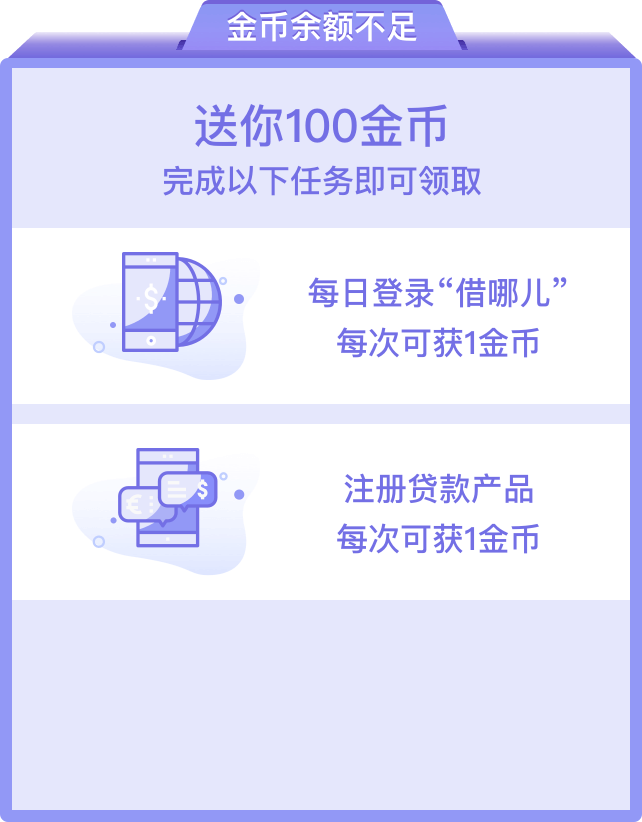 金币余额不足
送你100金币
完成以下任务即可领取
每日登录“借哪儿”
每次可获1金币
注册贷款产品
每次可获1金币